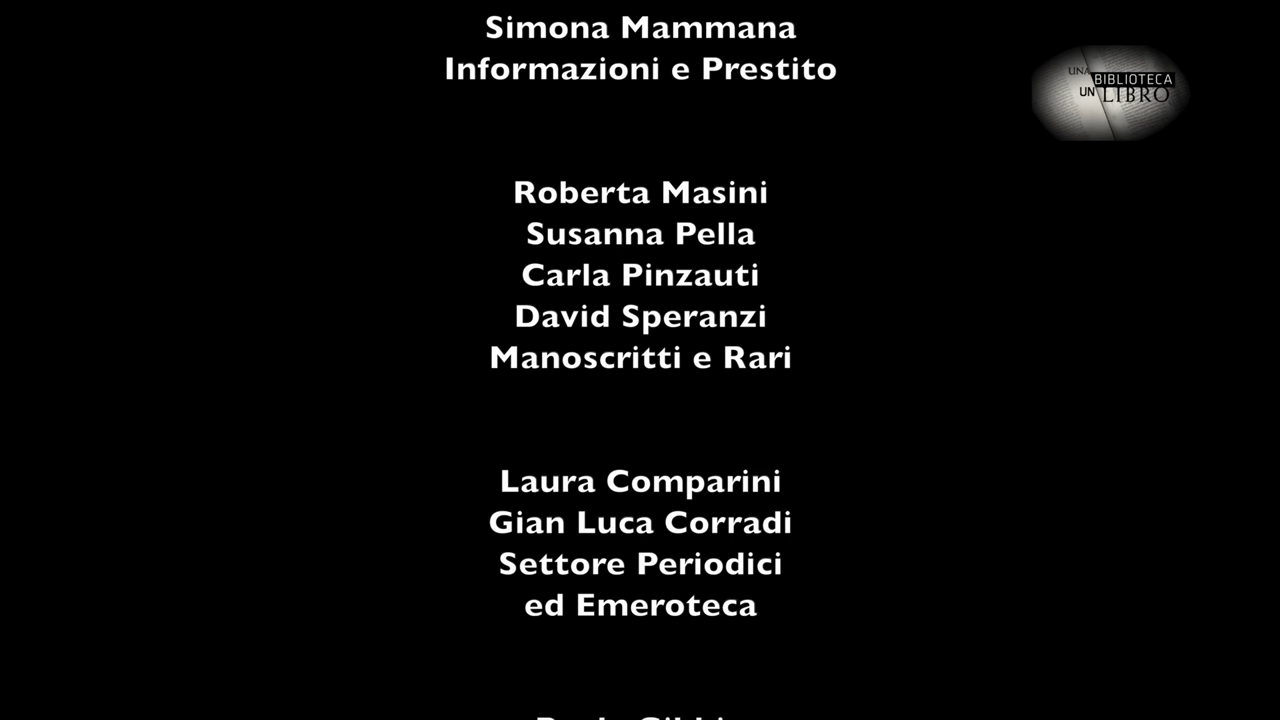 Simona Mammana
Informazioni e Prestito
UNA BIBLIOTECA
UN LIBRO
Roberta Masini
Susanna Pella
Carla Pinzauti
David Speranzi
Manoscritti e Rari
Laura Comparini
Gian Luca Corradi
Settore Periodici
ed Emeroteca